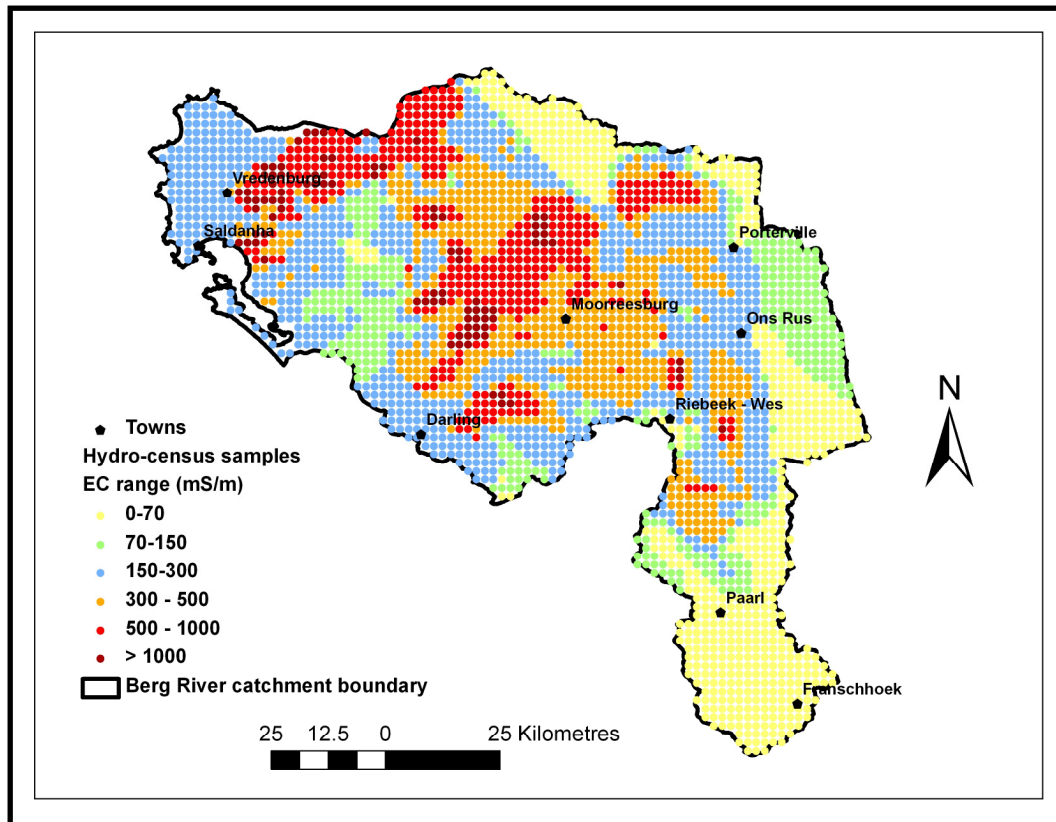 Vredenburg
Saldanha
Porterville
Moorreesburg
Ons Rus
Riebeek - Wes
Darling
N
Paarl
Franschhoek
Towns
Hydro-census samples
EC range (mS/m)
0-70
70-150
150-300
300 - 500
500 - 1000
> 1000
Berg River catchment boundary
25 12.5 0 25 Kilometres